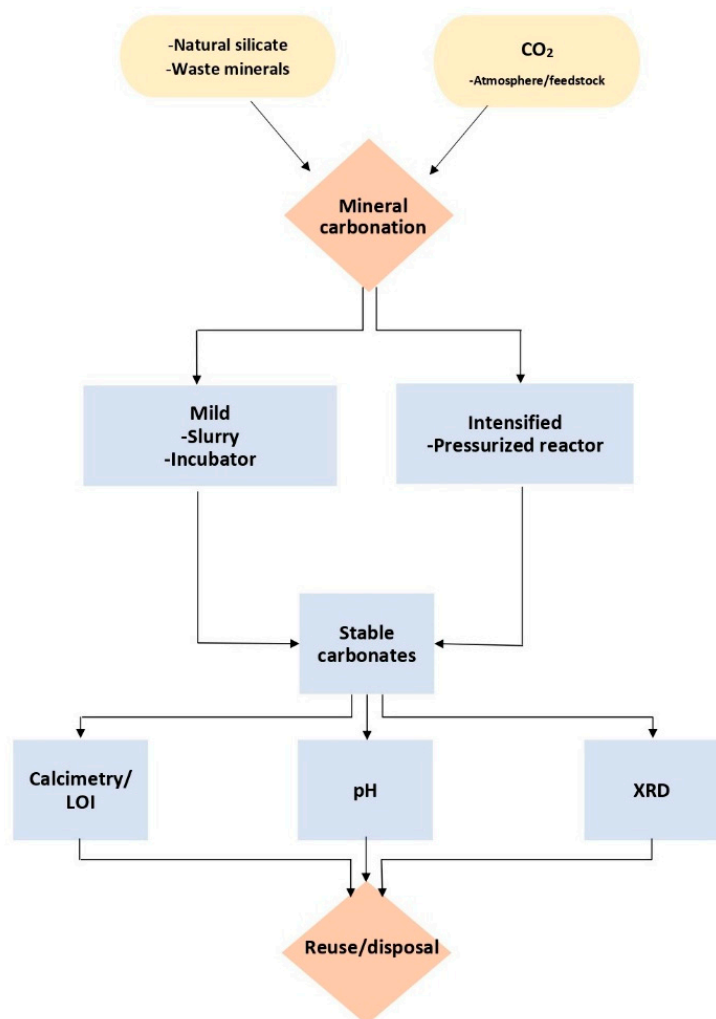 -Natural silicate
-Waste minerals
CO₂
-Atmosphere/feedstock
Mineral
carbonation
Mild
-Slurry
-Incubator
Intensified
-Pressurized reactor
Stable
carbonates
Calcimetry/
LOI
pH
XRD
Reuse/disposal